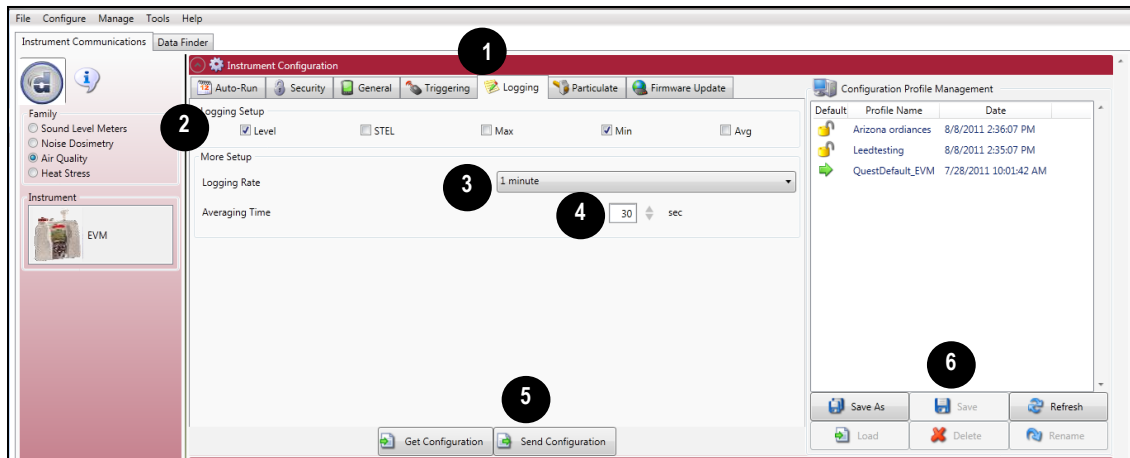 File Configure Manage Tools Help
Instrument Communications Data Finder
1
Instrument Configuration
d
i
Family
Sound Level Meters
Noise Dosimetry
Air Quality
Heat Stress
Instrument
EVM
12 Auto-Run Security General Triggering Logging Particulate Firmware Update
2
Logging Setup
Level STEL Max Min Avg
More Setup
Logging Rate 3 1 minute
Averaging Time 4 30 sec
5
Get Configuration Send Configuration
Configuration Profile Management
Default Profile Name Date
Arizona ordiances 8/8/2011 2:36:07 PM
Leedtesting 8/8/2011 2:35:07 PM
QuestDefault_EVM 7/28/2011 10:01:42 AM
6
Save As Save Refresh
Load Delete Rename